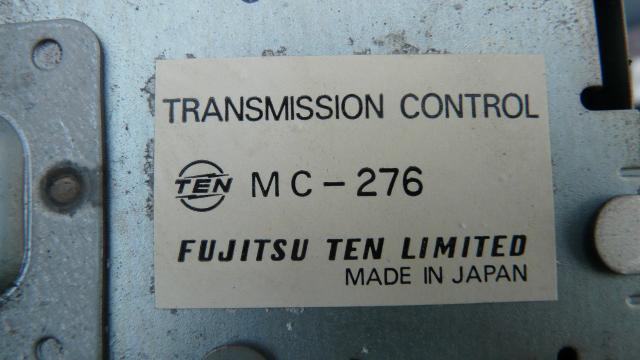 TRANSMISSION CONTROL
TEN MC-276
FUJITSU TEN LIMITED
MADE IN JAPAN